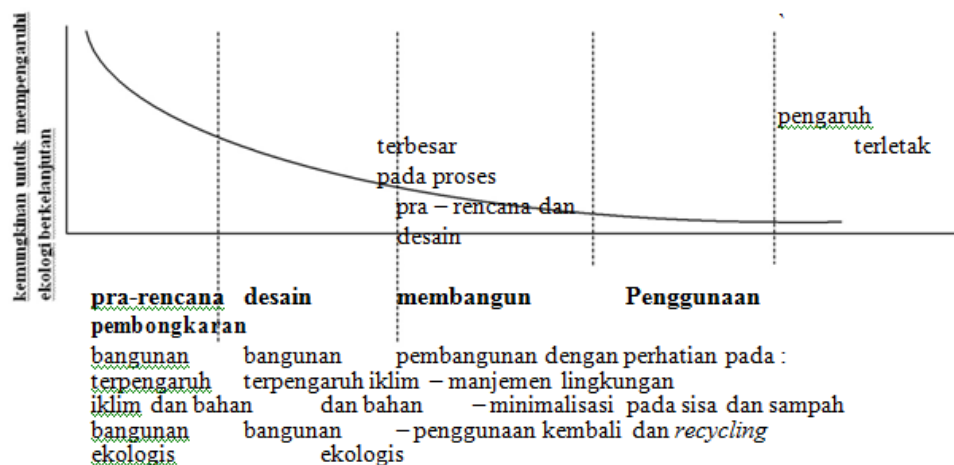 kemungkinan untuk mempengaruhi
ekologi berkelanjutan
pengaruh
terbesar terletak
pada proses
pra – rencana dan
desain
pra-rencana desain membangun Penggunaan
pembongkaran
bangunan bangunan pembangunan dengan perhatian pada :
terpengaruh terpengaruh iklim – manjemen lingkungan
iklim dan bahan dan bahan – minimalisasi pada sisa dan sampah
bangunan bangunan – penggunaan kembali dan recycling
ekologis ekologis